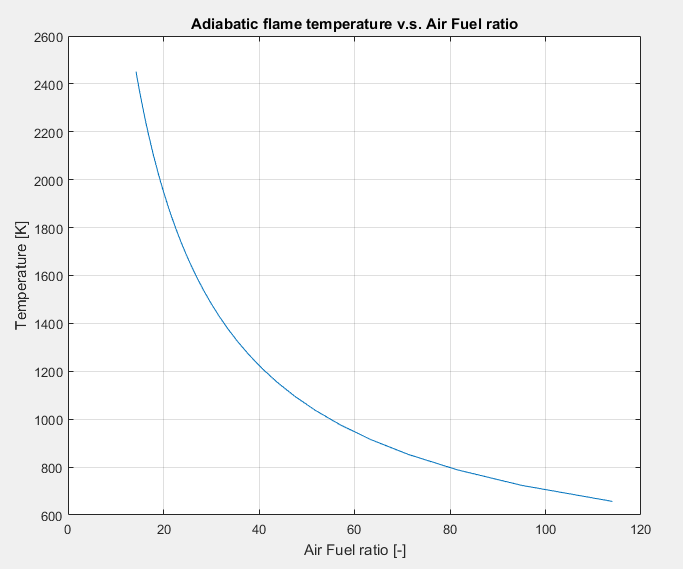 Adiabatic flame temperature v.s. Air Fuel ratio
2600
2400
2200
2000
1800
1600
1400
1200
1000
800
600
Temperature [K]
0 20 40 60 80 100 120
Air Fuel ratio [-]